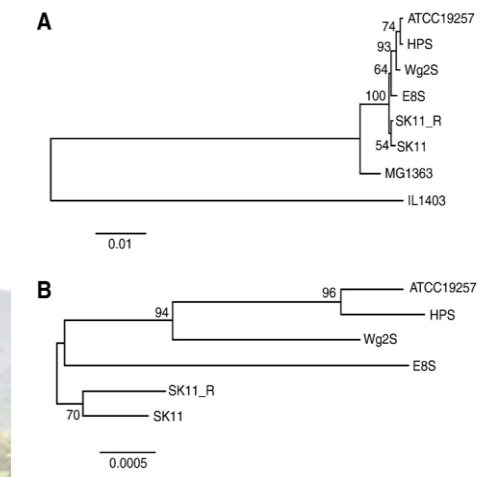 A
ATCC19257
74
HPS
93
Wg2S
64
E8S
100
SK11_R
54
SK11
MG1363
IL1403
0.01
B
ATCC19257
96
HPS
94
Wg2S
E8S
SK11_R
70
SK11
0.0005